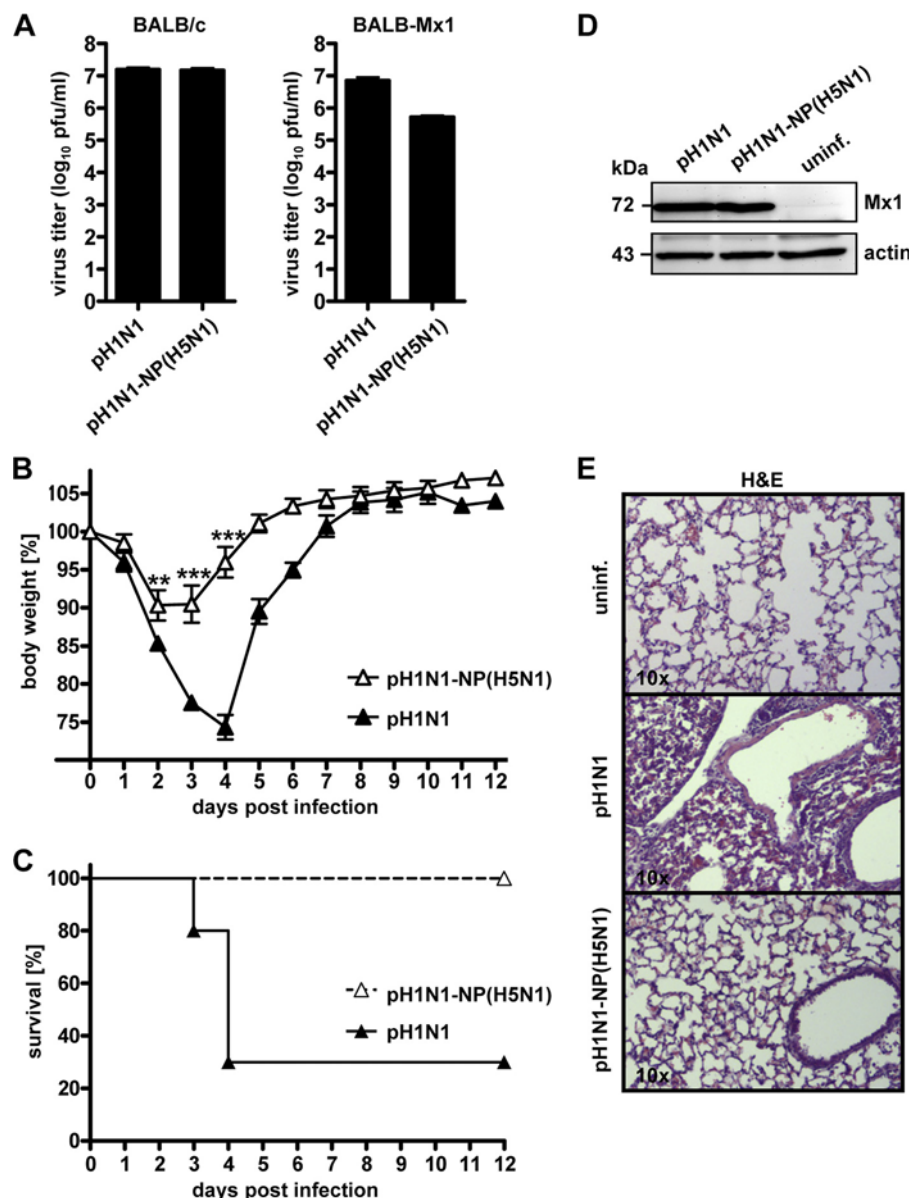 A
BALB/c
BALB-Mx1
virus titer (log10 pfu/ml)
8
7
6
5
4
3
2
1
0
pH1N1
pH1N1-NP(H5N1)
virus titer (log10 pfu/ml)
8
7
6
5
4
3
2
1
0
pH1N1
pH1N1-NP(H5N1)
D
pH1N1
pH1N1-NP(H5N1)
uninf.
kDa
72
Mx1
43
actin
B
body weight [%]
105
100
95
90
85
80
75
**
***
***
pH1N1-NP(H5N1)
pH1N1
0 1 2 3 4 5 6 7 8 9 10 11 12
days post infection
C
survival [%]
100
80
60
40
20
0
pH1N1-NP(H5N1)
pH1N1
0 1 2 3 4 5 6 7 8 9 10 11 12
days post infection
E
H&E
uninf.
10x
pH1N1
10x
pH1N1-NP(H5N1)
10x